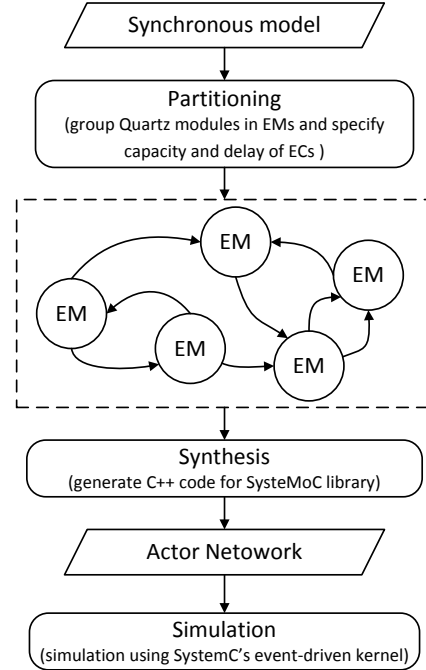 Synchronous model
Partitioning
(group Quartz modules in EMs and specify
capacity and delay of ECs )
EM
EM
EM
EM
EM
Synthesis
(generate C++ code for SysteMoC library)
Actor Netowork
Simulation
(simulation using SystemC's event-driven kernel)